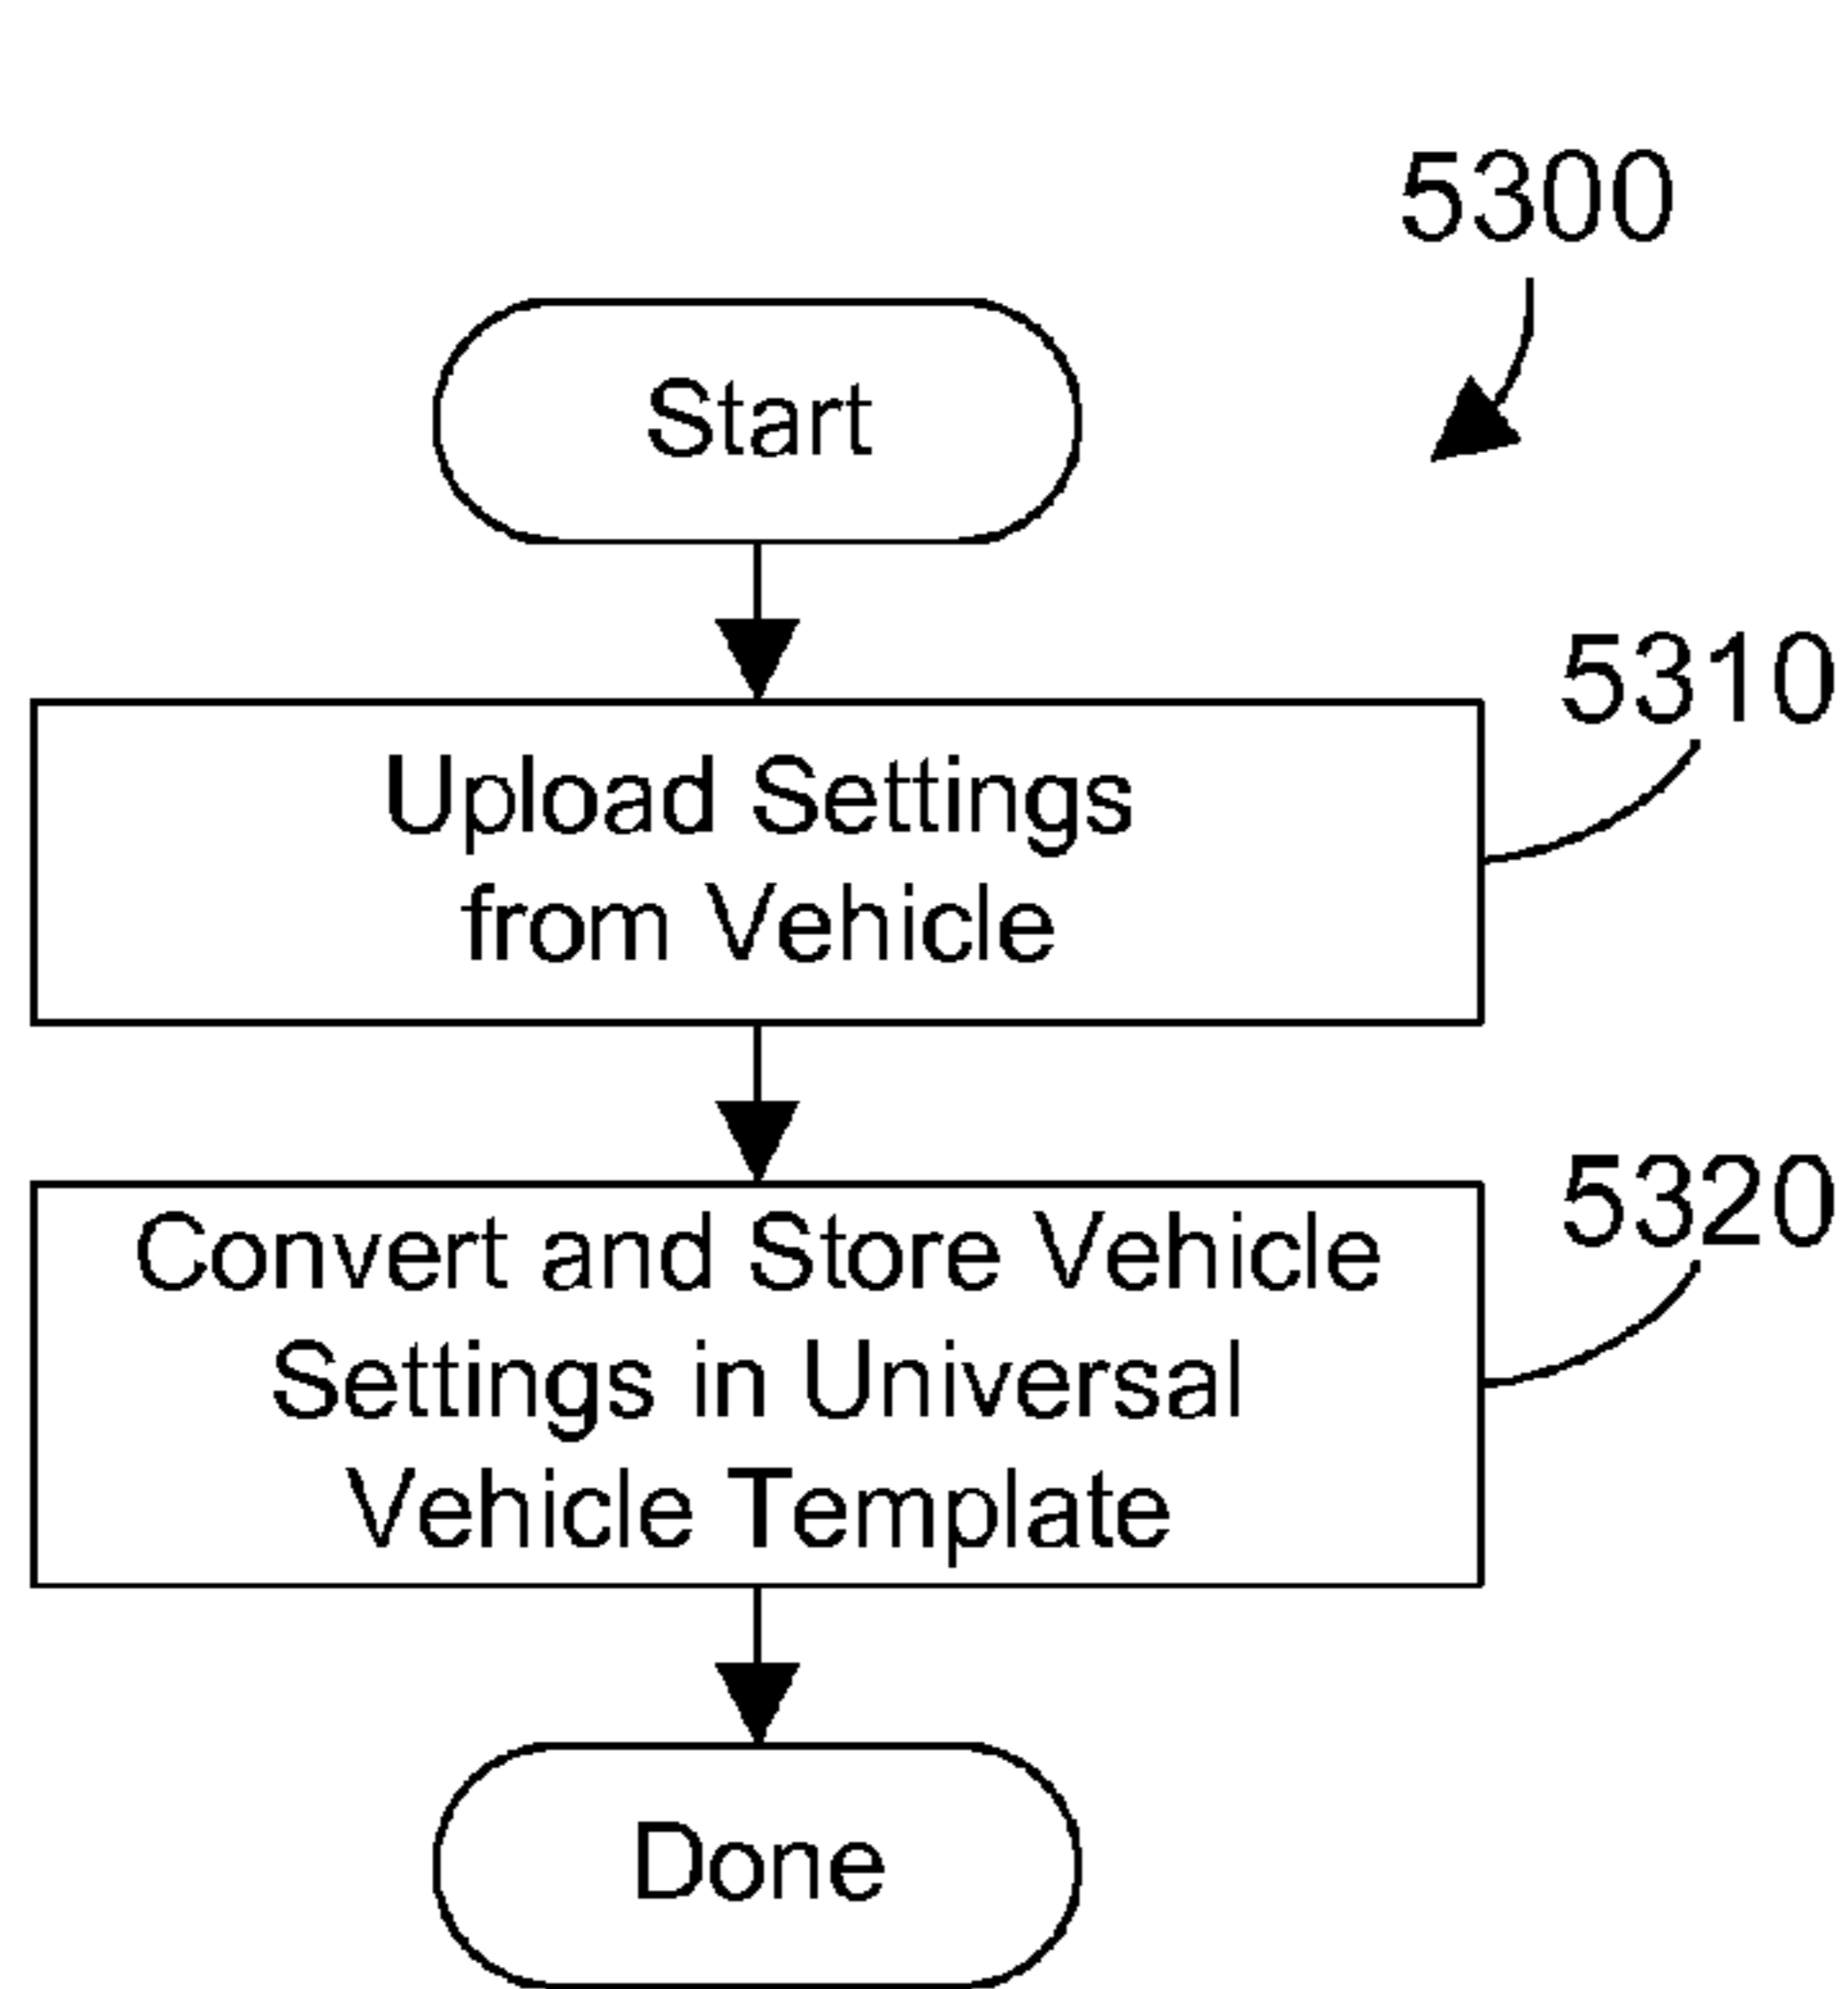 5300
Start
5310
Upload Settings
from Vehicle
5320
Convert and Store Vehicle
Settings in Universal
Vehicle Template
Done